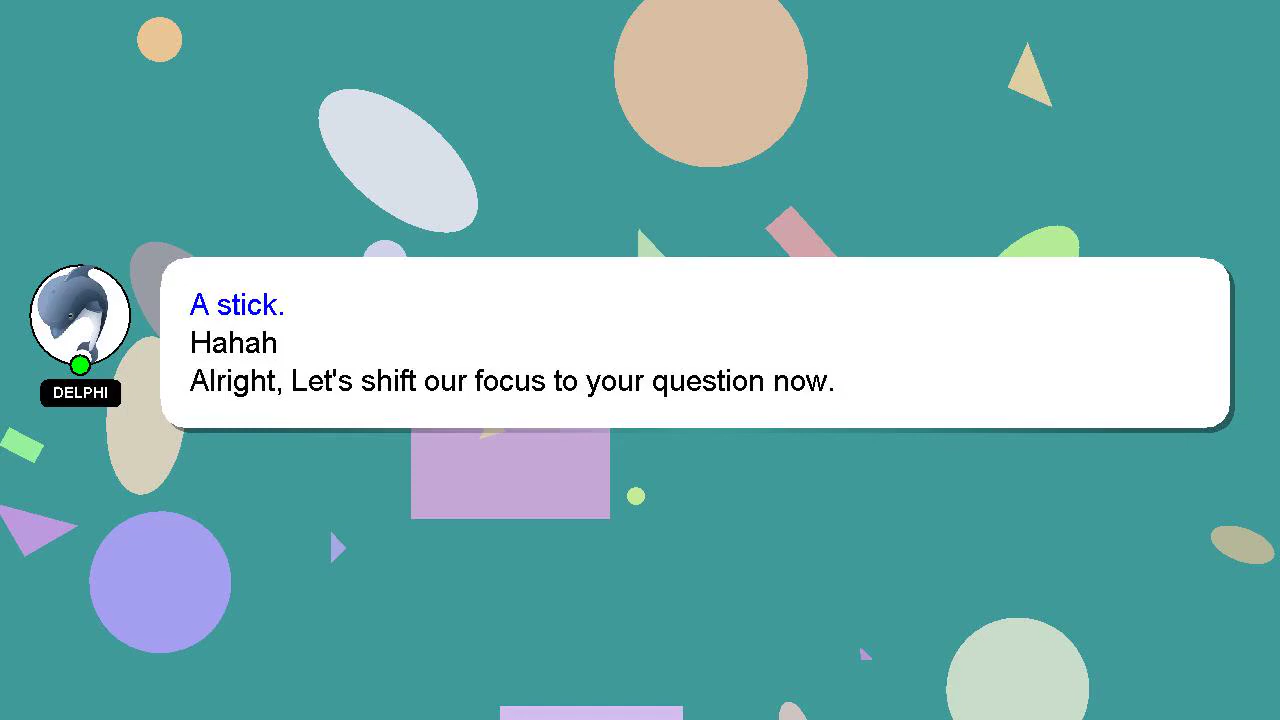 A stick.
Hahah
Alright, Let's shift our focus to your question now.
DELPHI